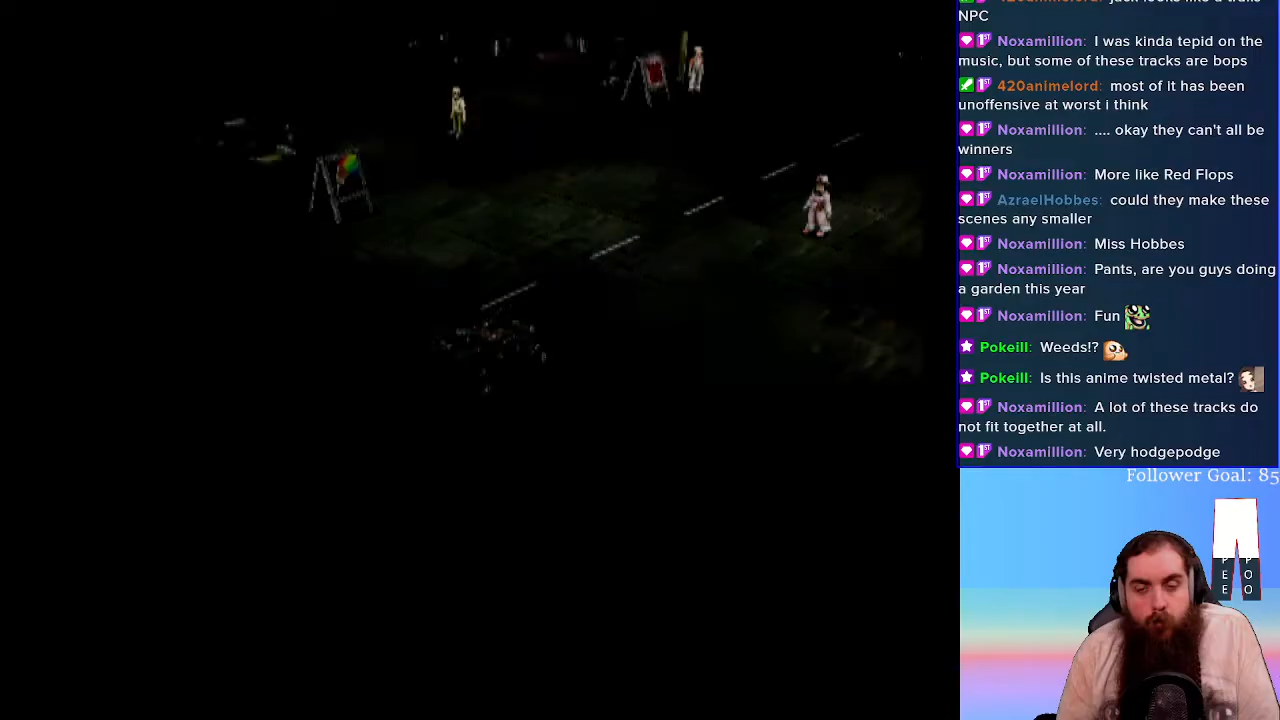 NPC
Noxamillion: I was kinda tepid on the
music, but some of these tracks are bops
420animelord: most of it has been
unoffensive at worst i think
Noxamillion: .... okay they can't all be
winners
Noxamillion: More like Red Flops
AzraelHobbes: could they make these
scenes any smaller
Noxamillion: Miss Hobbes
Noxamillion: Pants, are you guys doing
a garden this year
Noxamillion: Fun
Pokeill: Weeds!?
Pokeill: Is this anime twisted metal?
Noxamillion: A lot of these tracks do
not fit together at all.
Noxamillion: Very hodgepodge
Follower Goal: 85
P P
E O
E O